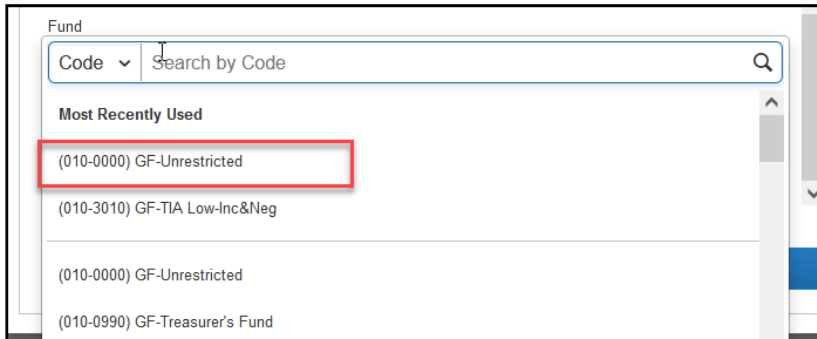 Fund
Code Search by Code
Most Recently Used
(010-0000) GF-Unrestricted
(010-3010) GF-TIA Low-Inc&Neg
(010-0000) GF-Unrestricted
(010-0990) GF-Treasurer's Fund